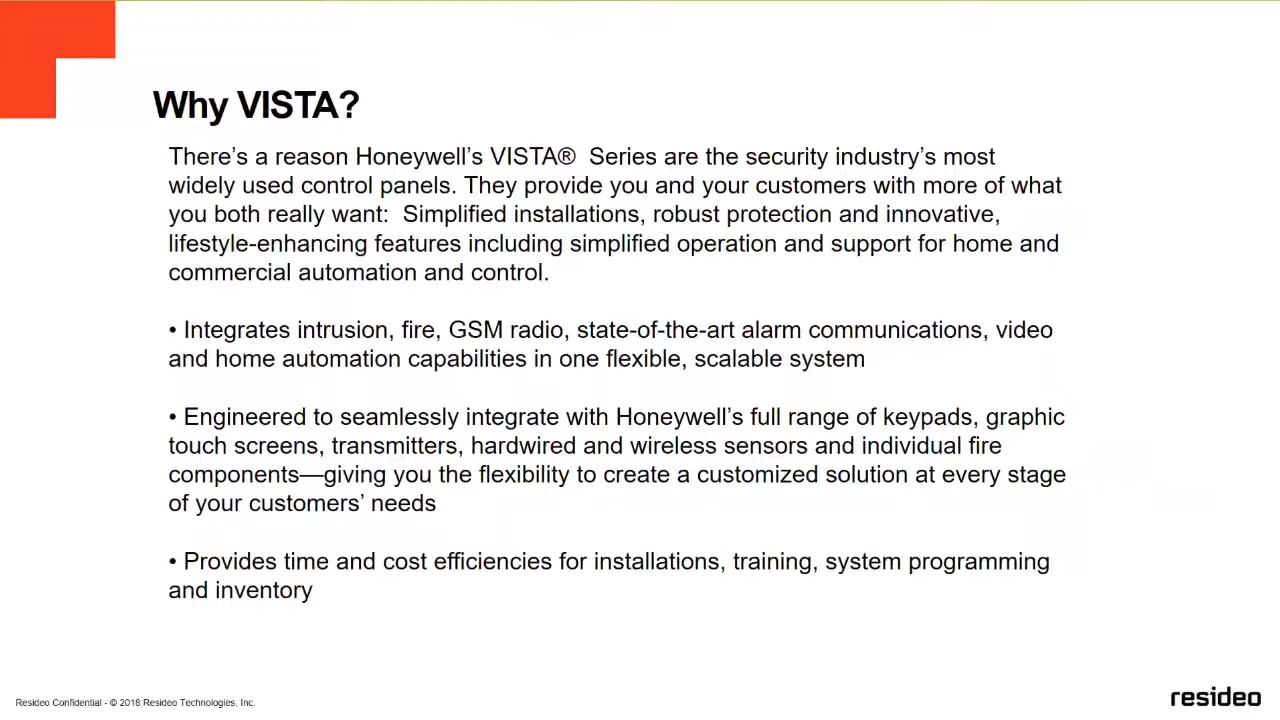 Why VISTA?
There’s a reason Honeywell’s VISTA®  Series are the security industry’s most
widely used control panels. They provide you and your customers with more of what
you both really want:  Simplified installations, robust protection and innovative,
lifestyle-enhancing features including simplified operation and support for home and
commercial automation and control.
• Integrates intrusion, fire, GSM radio, state-of-the-art alarm communications, video
and home automation capabilities in one flexible, scalable system
• Engineered to seamlessly integrate with Honeywell’s full range of keypads, graphic
touch screens, transmitters, hardwired and wireless sensors and individual fire
components—giving you the flexibility to create a customized solution at every stage
of your customers’ needs
• Provides time and cost efficiencies for installations, training, system programming
and inventory
Resideo Confidential - © 2018 Resideo Technologies, Inc.
resideo